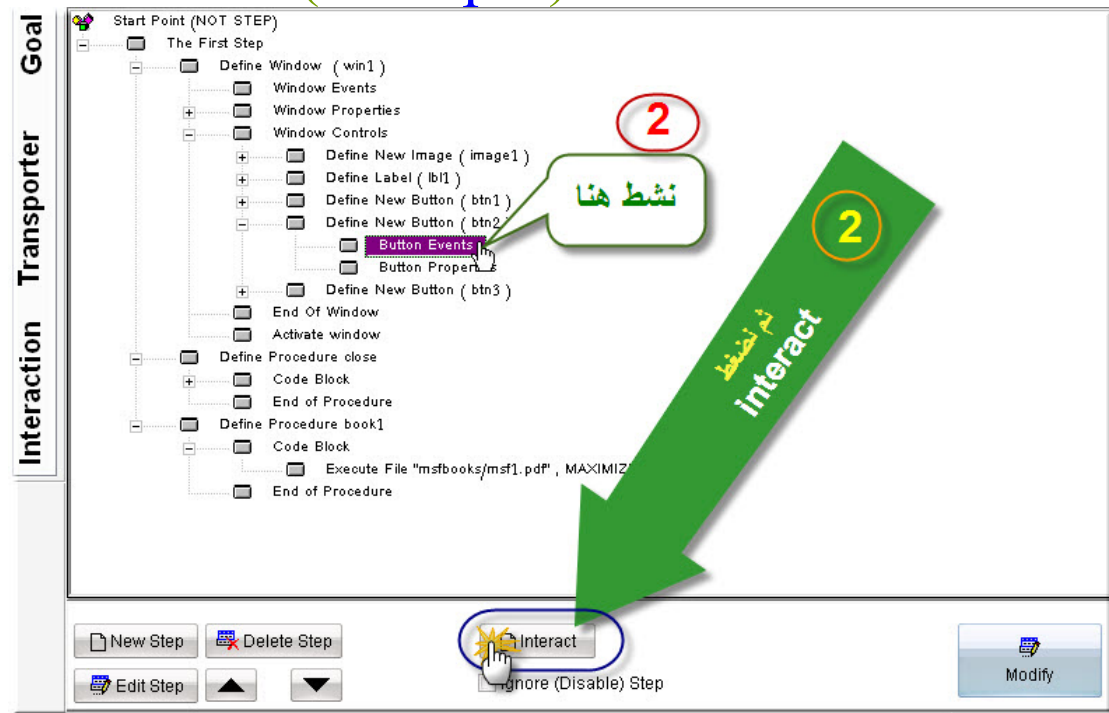 Goal
Transporter
Interaction
Start Point (NOT STEP)
The First Step
Define Window ( win1 )
Window Events
Window Properties
Window Controls
Define New Image ( image1 )
Define Label ( lbl1 )
Define New Button ( btn1 )
Define New Button ( btn2
Button Events
Button Properties
Define New Button ( btn3 )
End Of Window
Activate window
Define Procedure close
Code Block
End of Procedure
Define Procedure book1
Code Block
Execute File "msfbooks/msf1.pdf" , MAXIMIZ
End of Procedure
2
نشط هنا
2
ثم نضغط
interact
New Step
Delete Step
Interact
Edit Step
Ignore (Disable) Step
Modify